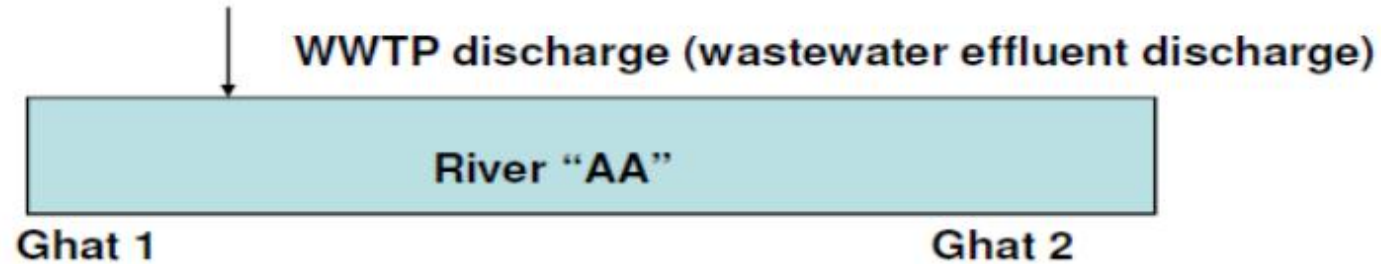 WWTP discharge (wastewater effluent discharge)
River “AA”
Ghat 1
Ghat 2